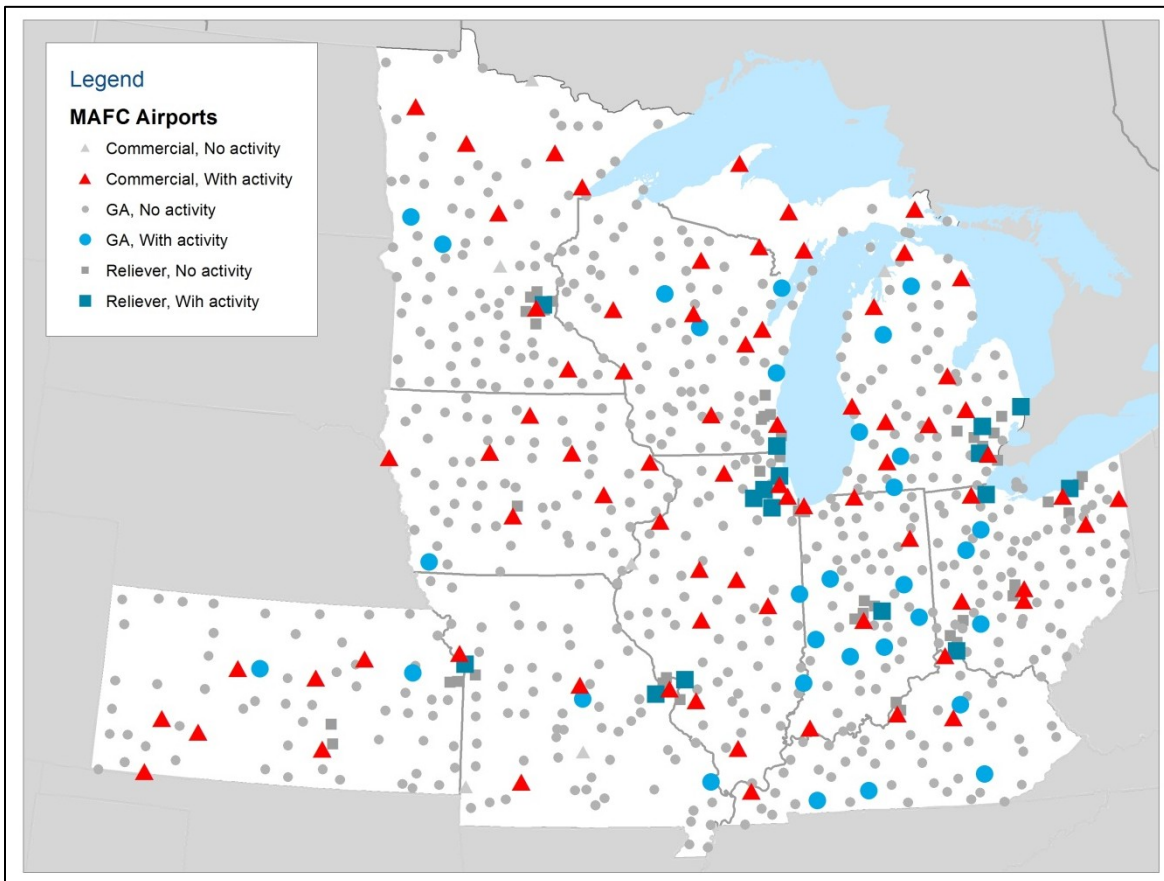 Legend
MAFC Airports
Commercial, No activity
Commercial, With activity
GA, No activity
GA, With activity
Reliever, No activity
Reliever, Wih activity